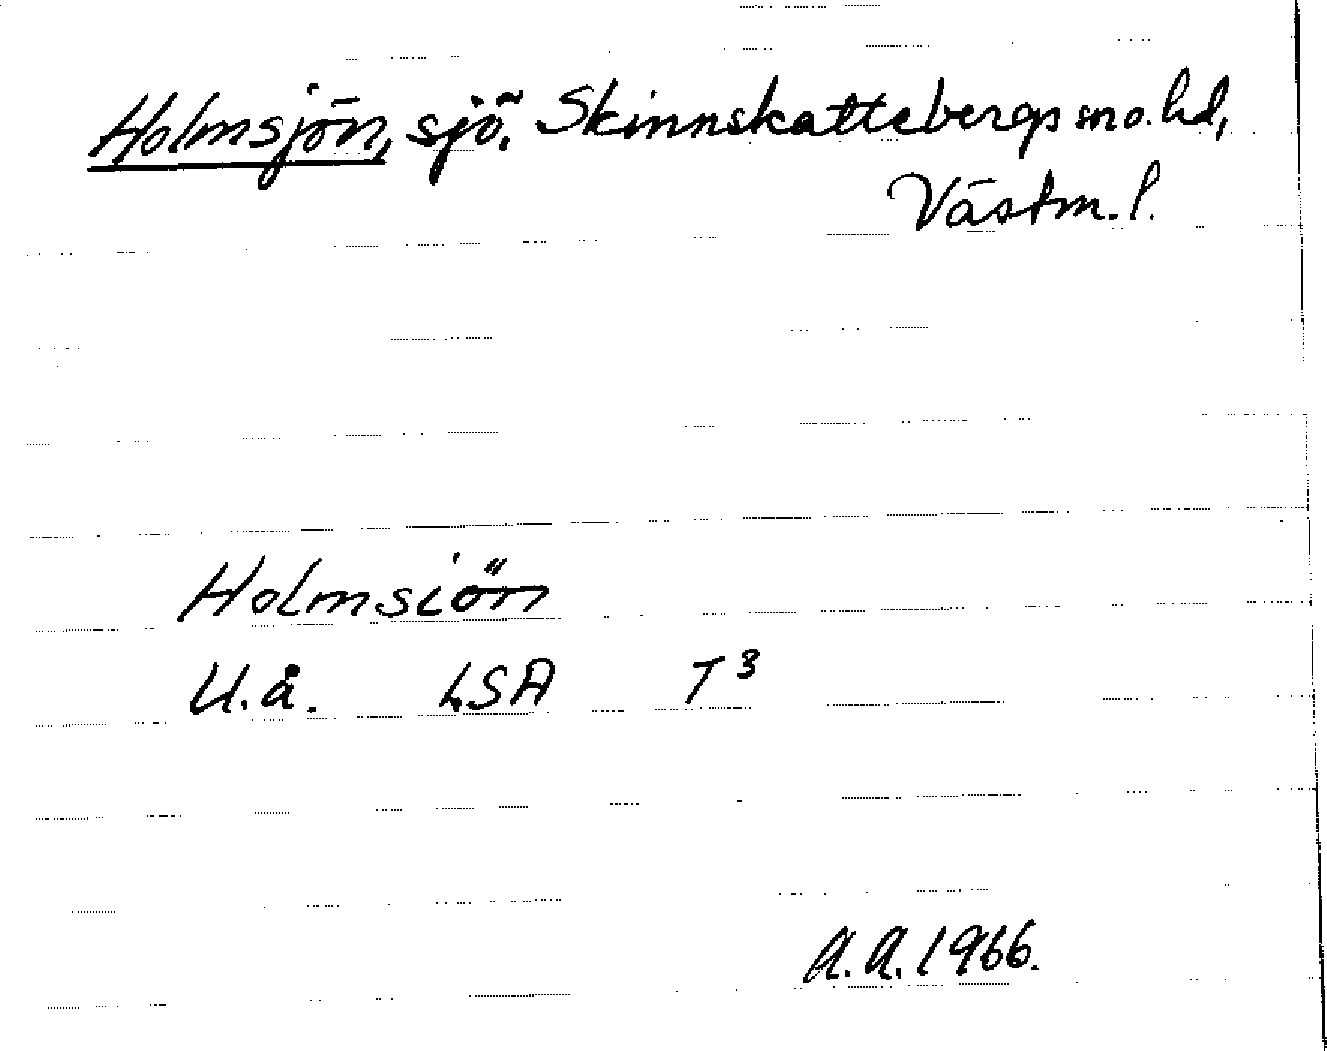 Holmsjön, sjö. Skinnskattebergs sn o. hd,
Västm. l.
Holmsiön
U.å. LSA T³
A.A. 1966.